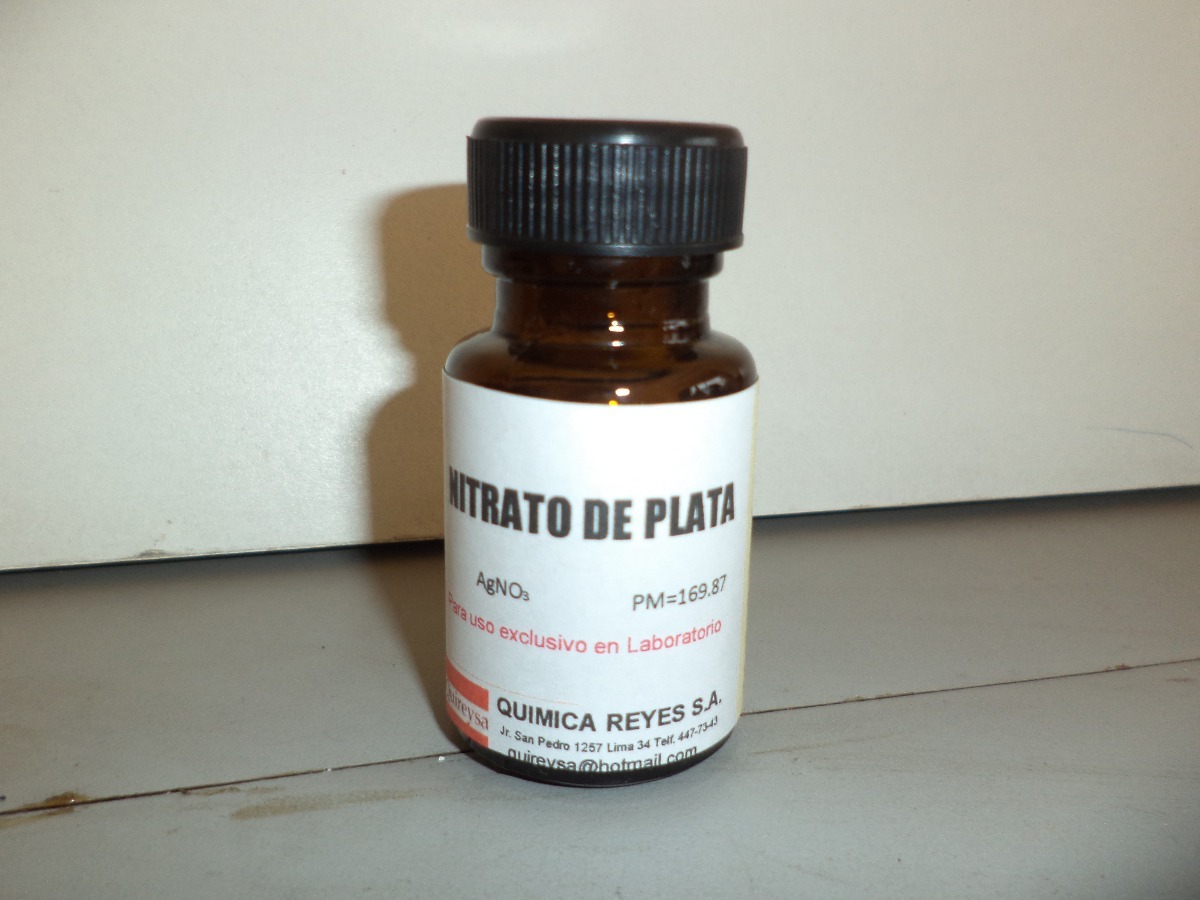 NITRATO DE PLATA
AgNO₃ PM=169.87
Para uso exclusivo en Laboratorio
quireysa
QUIMICA REYES S.A.
Jr. San Pedro 1257 Lima 34 Telf. 447-73-43
quireysa@hotmail.com